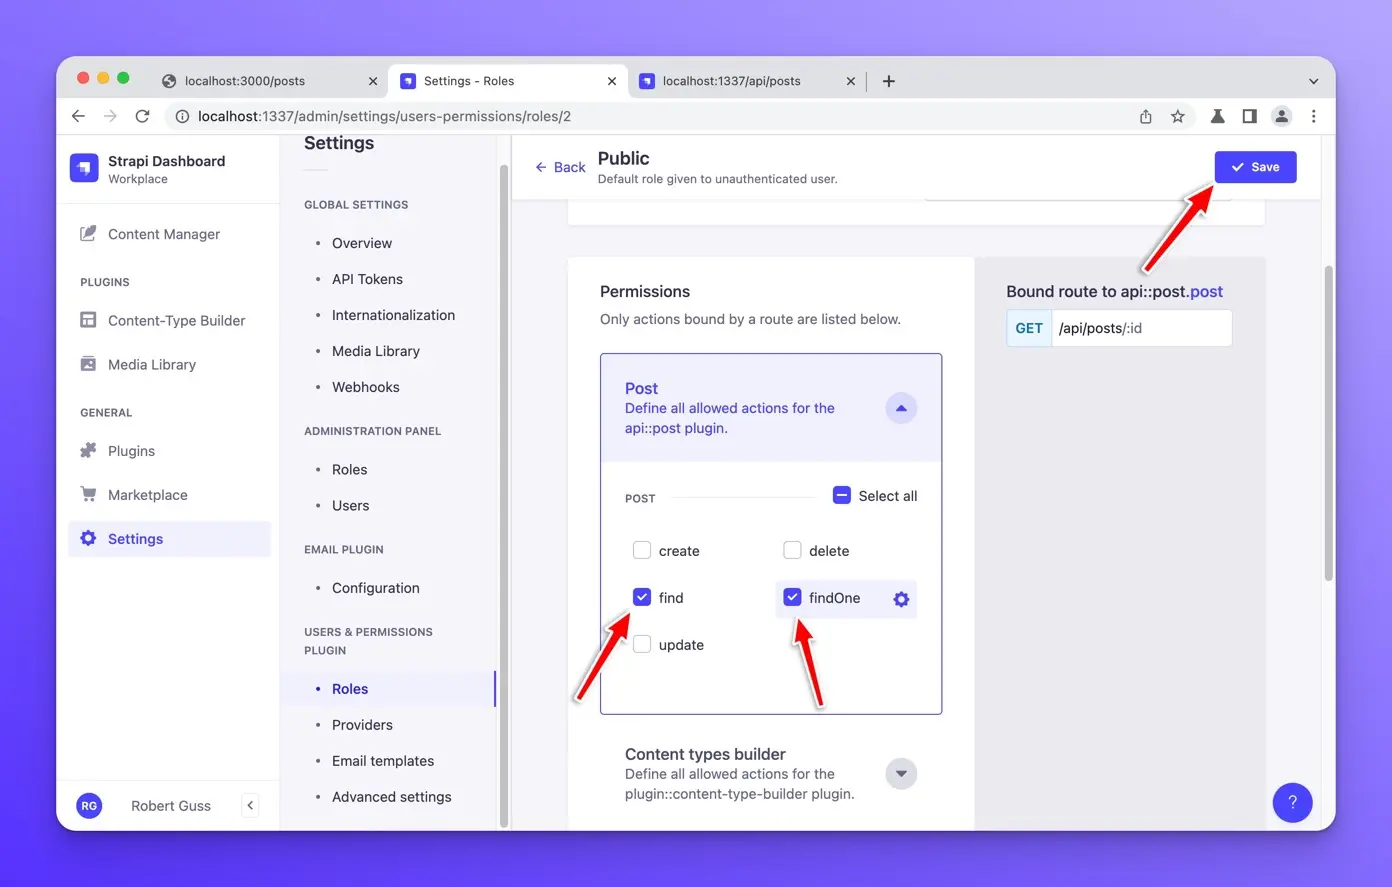 localhost:3000/posts
Settings - Roles
localhost:1337/api/posts
localhost:1337/admin/settings/users-permissions/roles/2
Strapi Dashboard
Workplace
Content Manager
PLUGINS
Content-Type Builder
Media Library
GENERAL
Plugins
Marketplace
Settings
RG
Robert Guss
Settings
GLOBAL SETTINGS
Overview
API Tokens
Internationalization
Media Library
Webhooks
ADMINISTRATION PANEL
Roles
Users
EMAIL PLUGIN
Configuration
USERS & PERMISSIONS
PLUGIN
Roles
Providers
Email templates
Advanced settings
Back
Public
Default role given to unauthenticated user.
Save
Permissions
Only actions bound by a route are listed below.
Post
Define all allowed actions for the
api::post plugin.
POST
Select all
create
delete
find
findOne
update
Content types builder
Define all allowed actions for the
plugin::content-type-builder plugin.
Bound route to api::post.post
GET /api/posts/:id
?